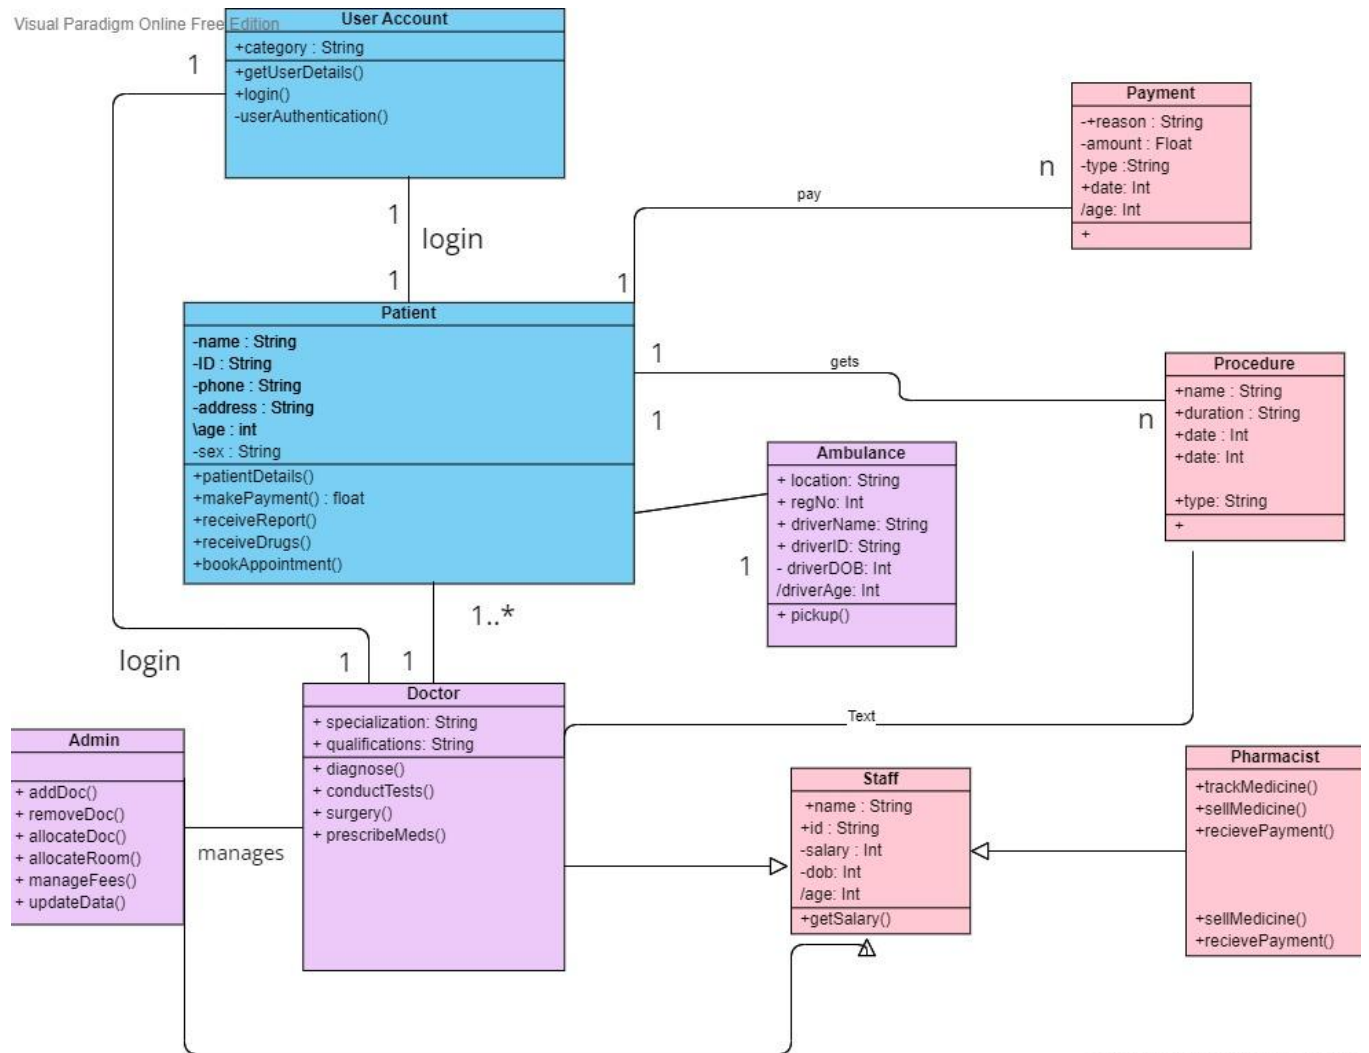 Visual Paradigm Online Free Edition
User Account
+category : String
+getUserDetails()
+login()
-userAuthentication()
1
1
login
1
Payment
-+reason : String
-amount : Float
-type :String
+date: Int
/age: Int
+
n
pay
1
Patient
-name : String
-ID : String
-phone : String
-address : String
\age : int
-sex : String
+patientDetails()
+makePayment() : float
+receiveReport()
+receiveDrugs()
+bookAppointment()
1
gets
n
Procedure
+name : String
+duration : String
+date : Int
+date: Int
+type: String
+
1
Ambulance
+ location: String
+ regNo: Int
+ driverName: String
+ driverID: String
- driverDOB: Int
/driverAge: Int
+ pickup()
1
1..*
login
1
1
Doctor
+ specialization: String
+ qualifications: String
+ diagnose()
+ conductTests()
+ surgery()
+ prescribeMeds()
Text
Admin
+ addDoc()
+ removeDoc()
+ allocateDoc()
+ allocateRoom()
+ manageFees()
+ updateData()
manages
Staff
+name : String
+id : String
-salary : Int
-dob: Int
/age: Int
+getSalary()
Pharmacist
+trackMedicine()
+sellMedicine()
+recievePayment()
+sellMedicine()
+recievePayment()